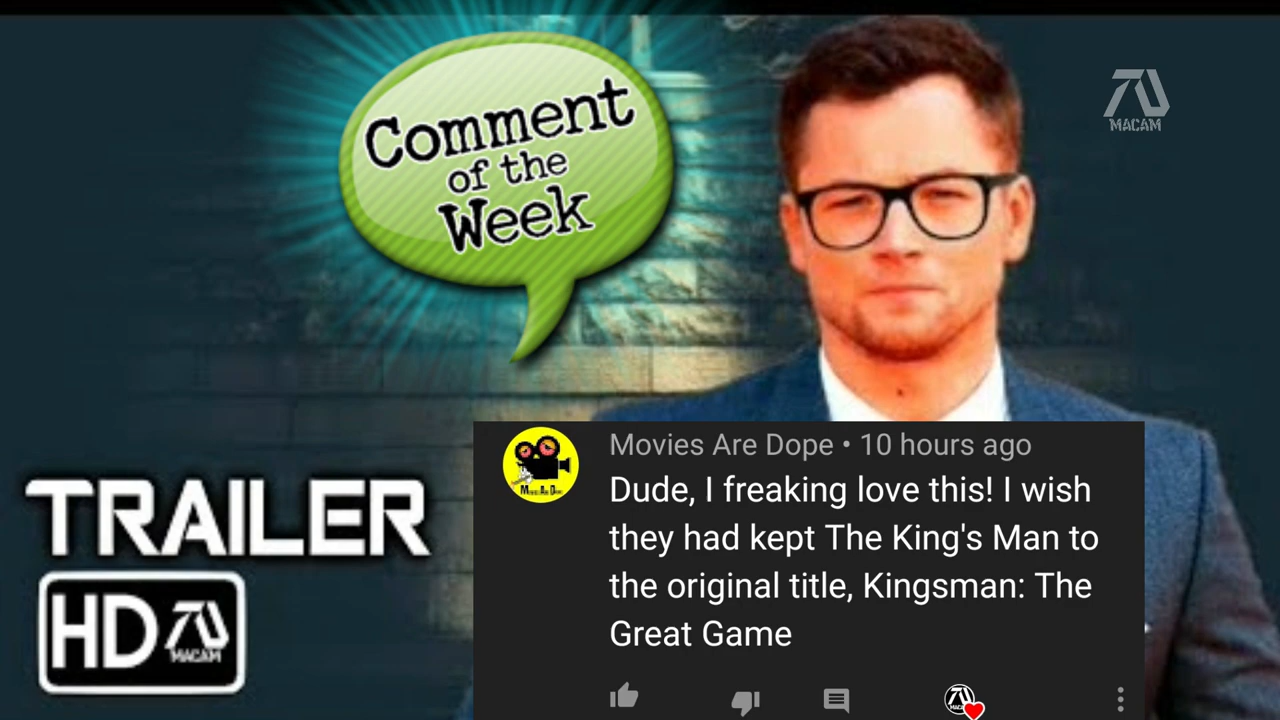 Comment
of the
Week
MACAM
TRAILER
HD
MACAM
Movies Are Dope • 10 hours ago
Dude, I freaking love this! I wish
they had kept The King's Man to
the original title, Kingsman: The
Great Game